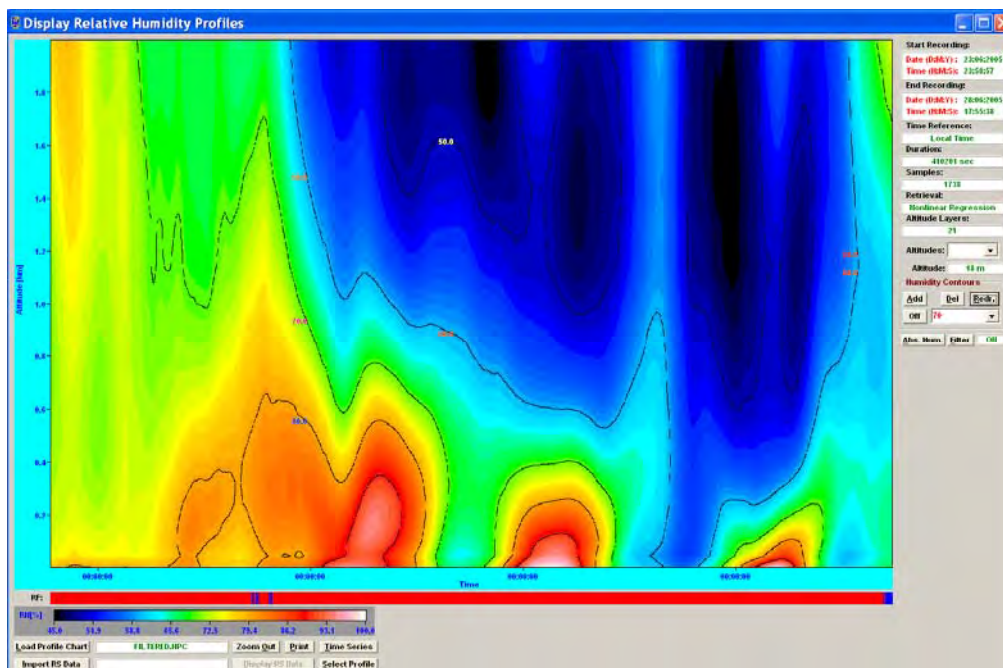 Display Relative Humidity Profiles
Start Recording:
Date (D:M:Y) : 23:06:2005
Time (H:M:S): 23:58:57
End Recording:
Date (D:M:Y): 28:06:2005
Time (H:M:S):
Time Reference:
Local Time
Duration:
410201 sec
Samples:
1738
Retrieval:
Nonlinear Regression
Altitude Layers:
21
Altitudes:
Altitude: 10 m
Humidity Contours
Add Del Redr.
Off 70
Abs. Hum. Filter Off
Altitude [km]
1.8
1.6
1.4
1.2
1.0
0.8
0.6
0.4
0.2
50.0
70.0
80.0
00:00:00 00:00:00 00:00:00 00:00:00
Time
RF:
RH[%]
45.0 51.9 58.8 65.6 72.5 79.4 86.2 93.1 100.0
Load Profile Chart FILTERED.HPC Zoom Out Print Time Series
Import RS Data Display RS Data Select Profile